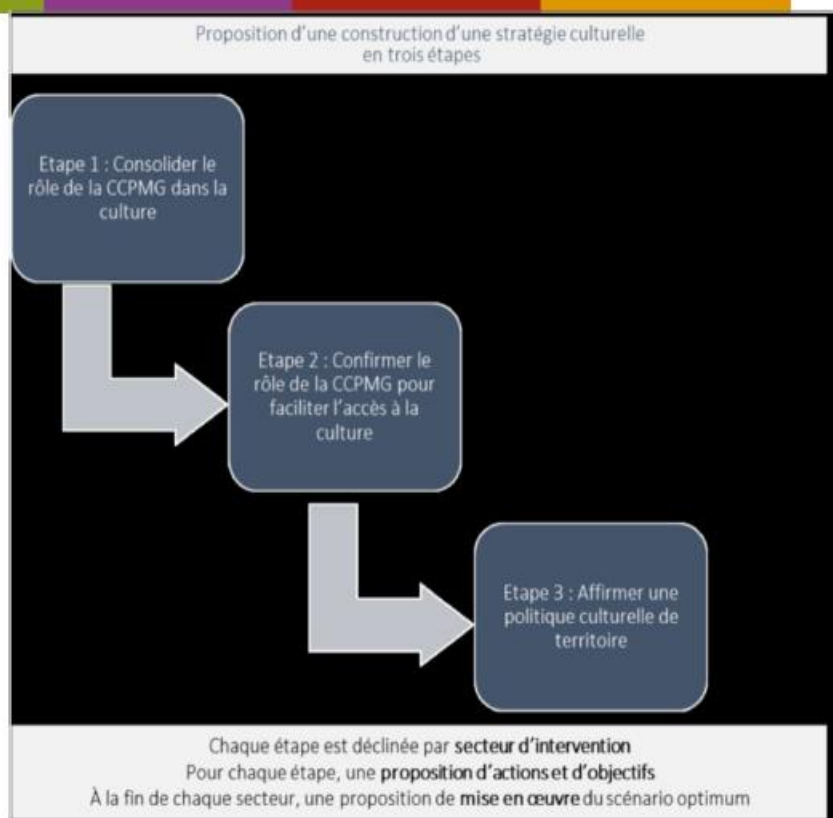 Proposition d’une construction d’une stratégie culturelle
en trois étapes
Etape 1 : Consolider le
rôle de la CCPMG dans la
culture
Etape 2 : Confirmer le
rôle de la CCPMG pour
faciliter l’accès à la
culture
Etape 3 : Affirmer une
politique culturelle de
territoire
Chaque étape est déclinée par secteur d’intervention
Pour chaque étape, une proposition d’actions et d’objectifs
À la fin de chaque secteur, une proposition de mise en œuvre du scénario optimum